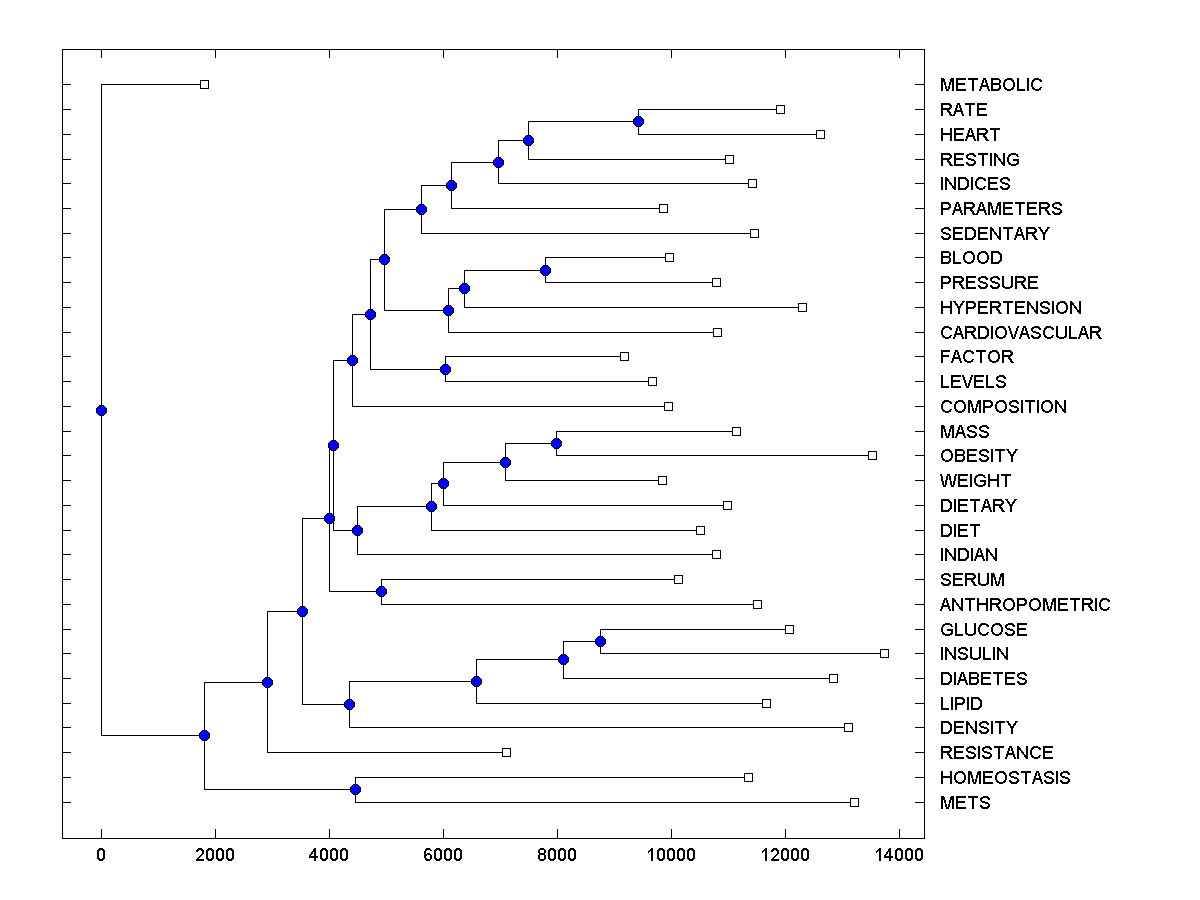 METABOLIC
RATE
HEART
RESTING
INDICES
PARAMETERS
SEDENTARY
BLOOD
PRESSURE
HYPERTENSION
CARDIOVASCULAR
FACTOR
LEVELS
COMPOSITION
MASS
OBESITY
WEIGHT
DIETARY
DIET
INDIAN
SERUM
ANTHROPOMETRIC
GLUCOSE
INSULIN
DIABETES
LIPID
DENSITY
RESISTANCE
HOMEOSTASIS
METS
0 2000 4000 6000 8000 10000 12000 14000